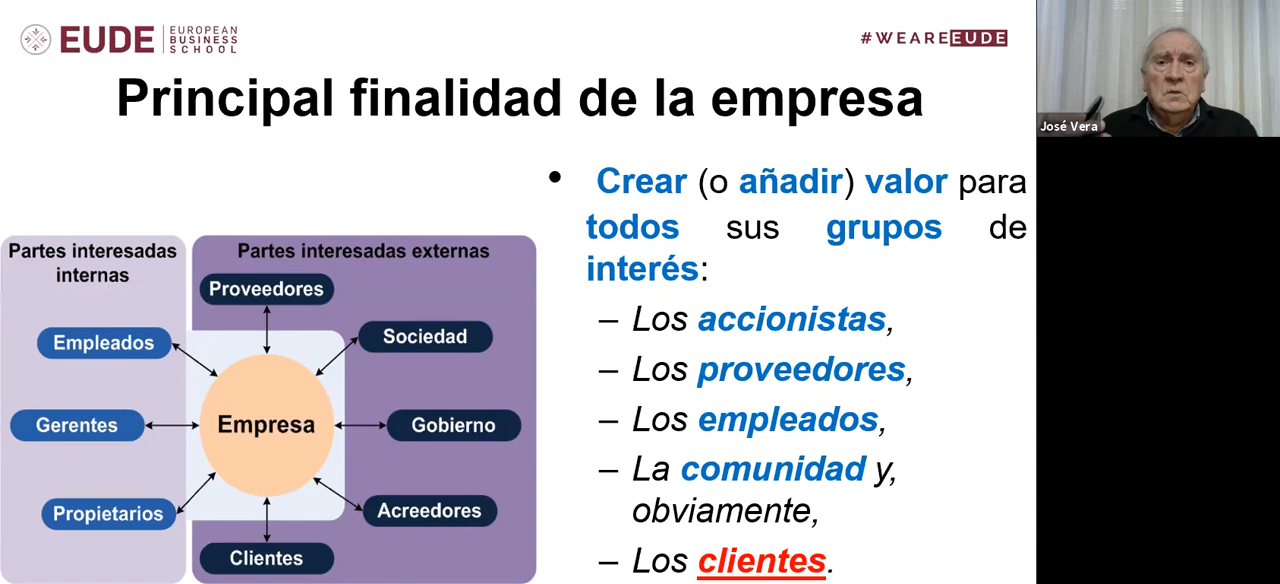 EUDE EUROPEAN
BUSINESS
SCHOOL
#WEAREEUDE
José Vera
Principal finalidad de la empresa
Partes interesadas
internas
Partes interesadas externas
Proveedores
Empleados
Sociedad
Gerentes
Empresa
Gobierno
Propietarios
Acreedores
Clientes
• Crear (o añadir) valor para
todos sus grupos de
interés:
– Los accionistas,
– Los proveedores,
– Los empleados,
– La comunidad y,
obviamente,
– Los clientes.